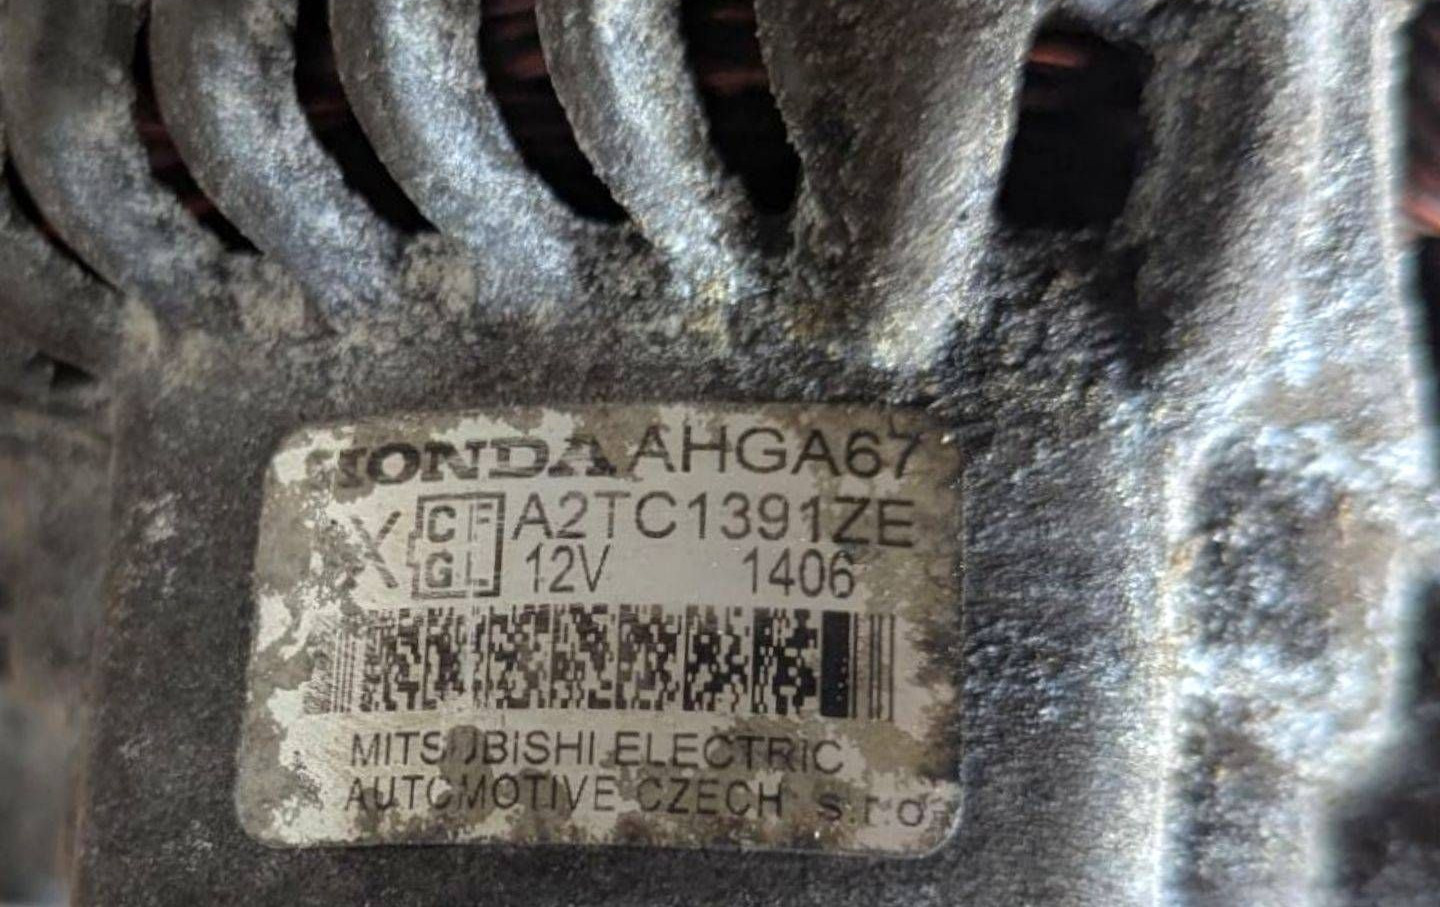 HONDA AHGA67
X CF GL A2TC1391ZE
12V 1406
MITSUBISHI ELECTRIC
AUTOMOTIVE CZECH s.r.o.